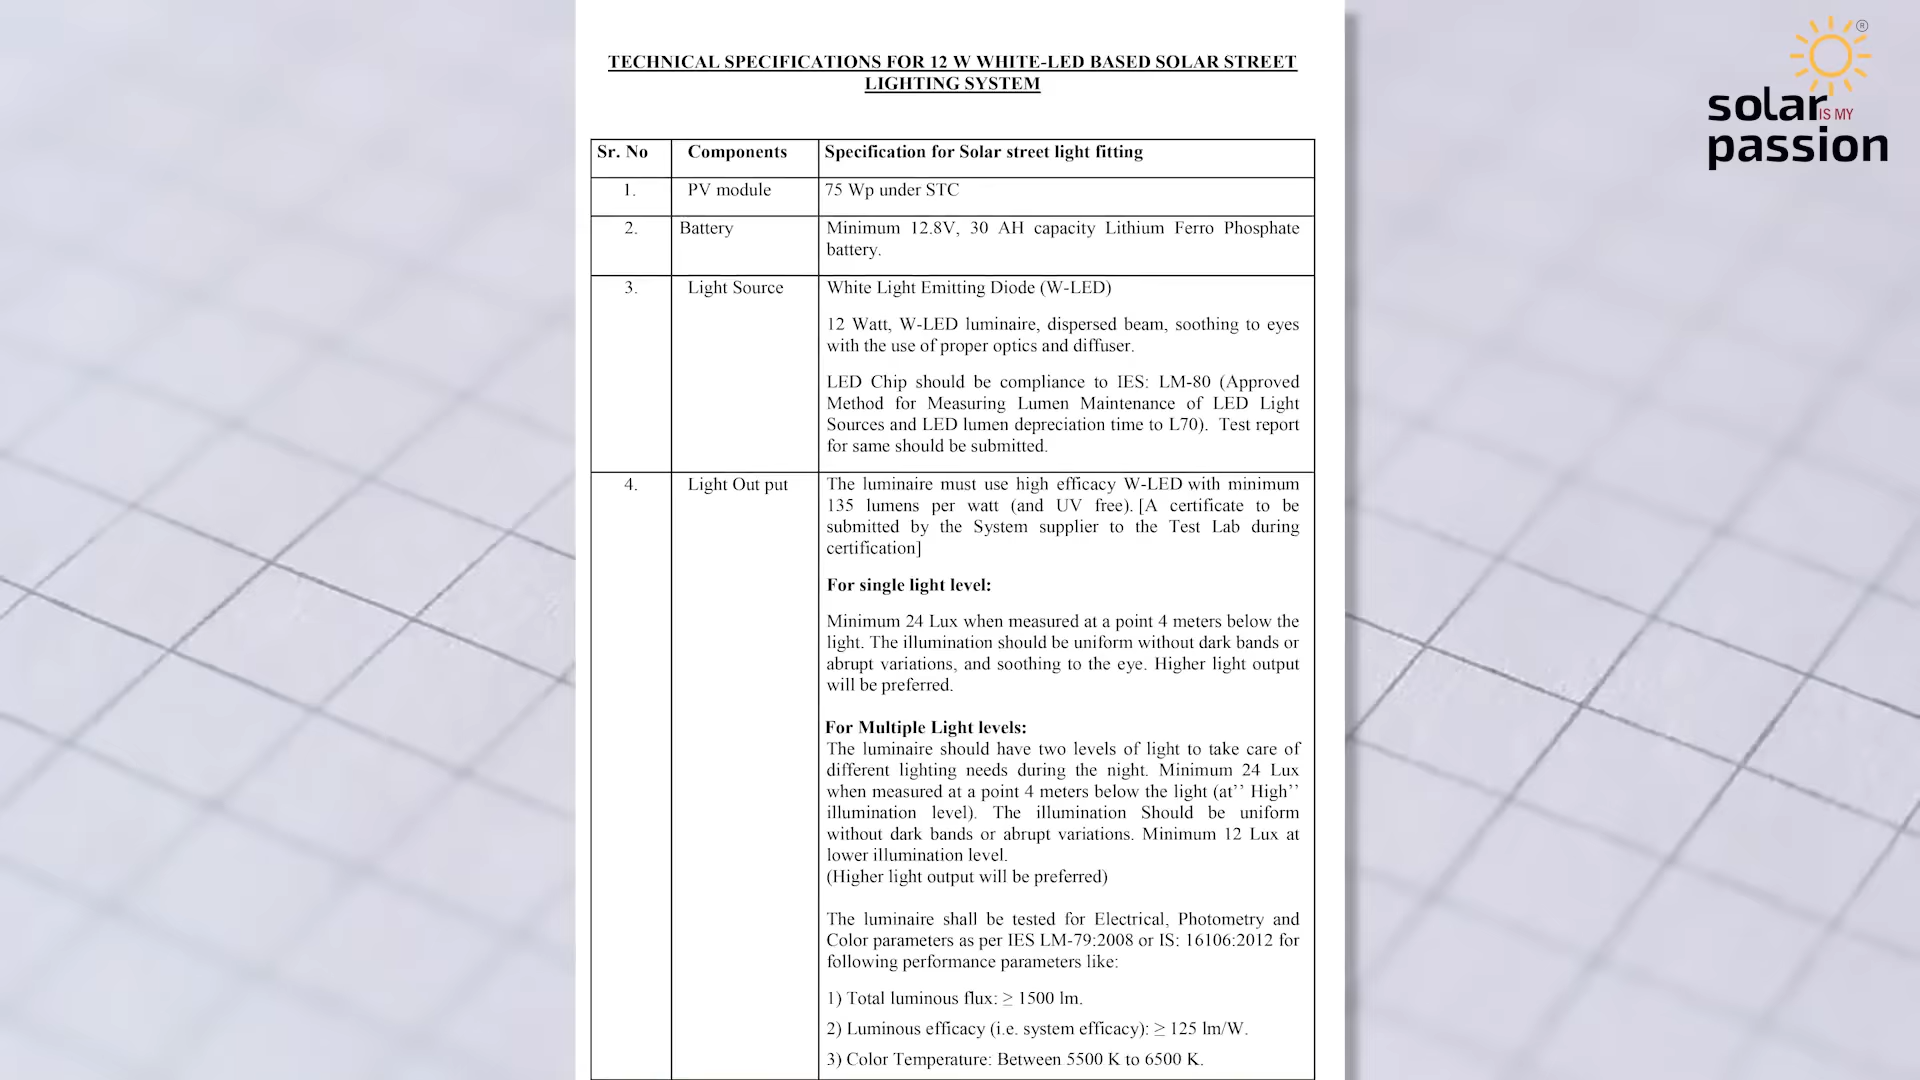 TECHNICAL SPECIFICATIONS FOR 12 W WHITE-LED BASED SOLAR STREET
LIGHTING SYSTEM
Sr. No Components Specification for Solar street light fitting
1. PV module 75 Wp under STC
2. Battery Minimum 12.8V, 30 AH capacity Lithium Ferro Phosphate
battery.
3. Light Source White Light Emitting Diode (W-LED)
12 Watt, W-LED luminaire, dispersed beam, soothing to eyes
with the use of proper optics and diffuser.
LED Chip should be compliance to IES: LM-80 (Approved
Method for Measuring Lumen Maintenance of LED Light
Sources and LED lumen depreciation time to L70). Test report
for same should be submitted.
4. Light Out put The luminaire must use high efficacy W-LED with minimum
135 lumens per watt (and UV free). [A certificate to be
submitted by the System supplier to the Test Lab during
certification]
For single light level:
Minimum 24 Lux when measured at a point 4 meters below the
light. The illumination should be uniform without dark bands or
abrupt variations, and soothing to the eye. Higher light output
will be preferred.
For Multiple Light levels:
The luminaire should have two levels of light to take care of
different lighting needs during the night. Minimum 24 Lux
when measured at a point 4 meters below the light (at’’ High’’
illumination level). The illumination Should be uniform
without dark bands or abrupt variations. Minimum 12 Lux at
lower illumination level.
(Higher light output will be preferred)
The luminaire shall be tested for Electrical, Photometry and
Color parameters as per IES LM-79:2008 or IS: 16106:2012 for
following performance parameters like:
1) Total luminous flux: ≥ 1500 lm.
2) Luminous efficacy (i.e. system efficacy): ≥ 125 lm/W.
3) Color Temperature: Between 5500 K to 6500 K.
®
solar
IS MY
passion